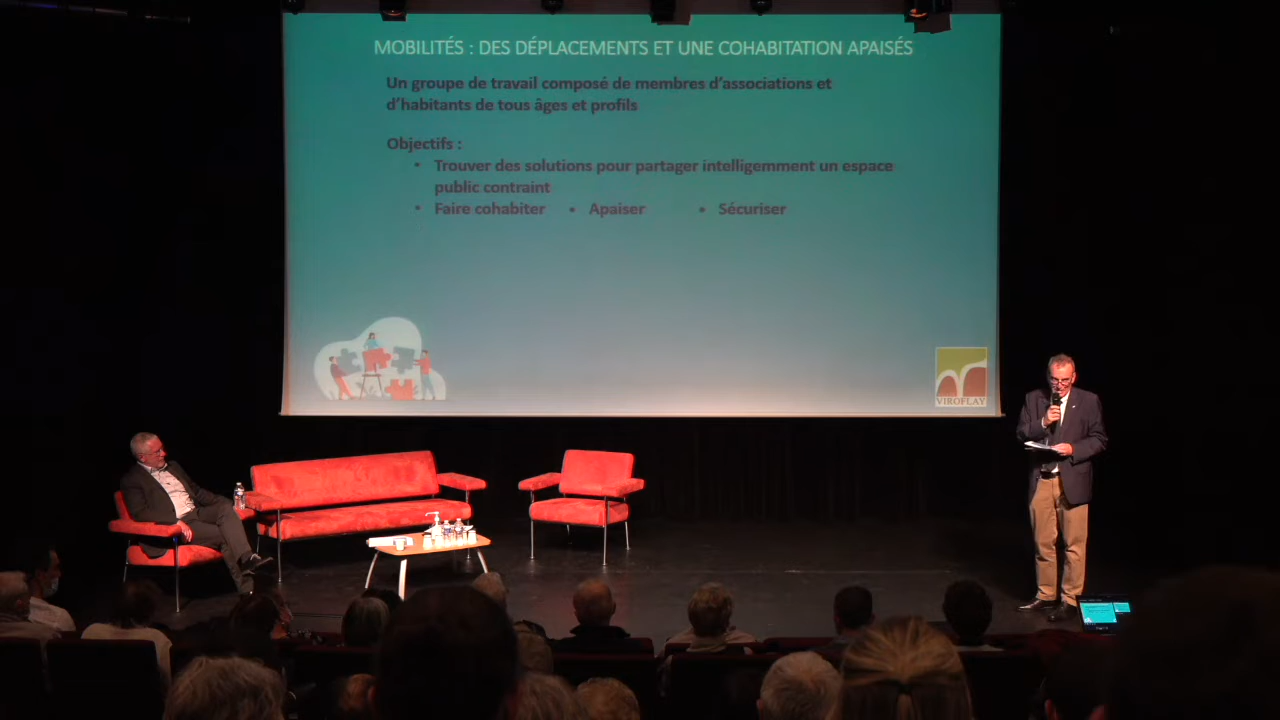 MOBILITÉS : DES DÉPLACEMENTS ET UNE COHABITATION APAISÉS
Un groupe de travail composé de membres d’associations et
d’habitants de tous âges et profils
Objectifs :
• Trouver des solutions pour partager intelligemment un espace
public contraint
• Faire cohabiter • Apaiser • Sécuriser
VIROFLAY